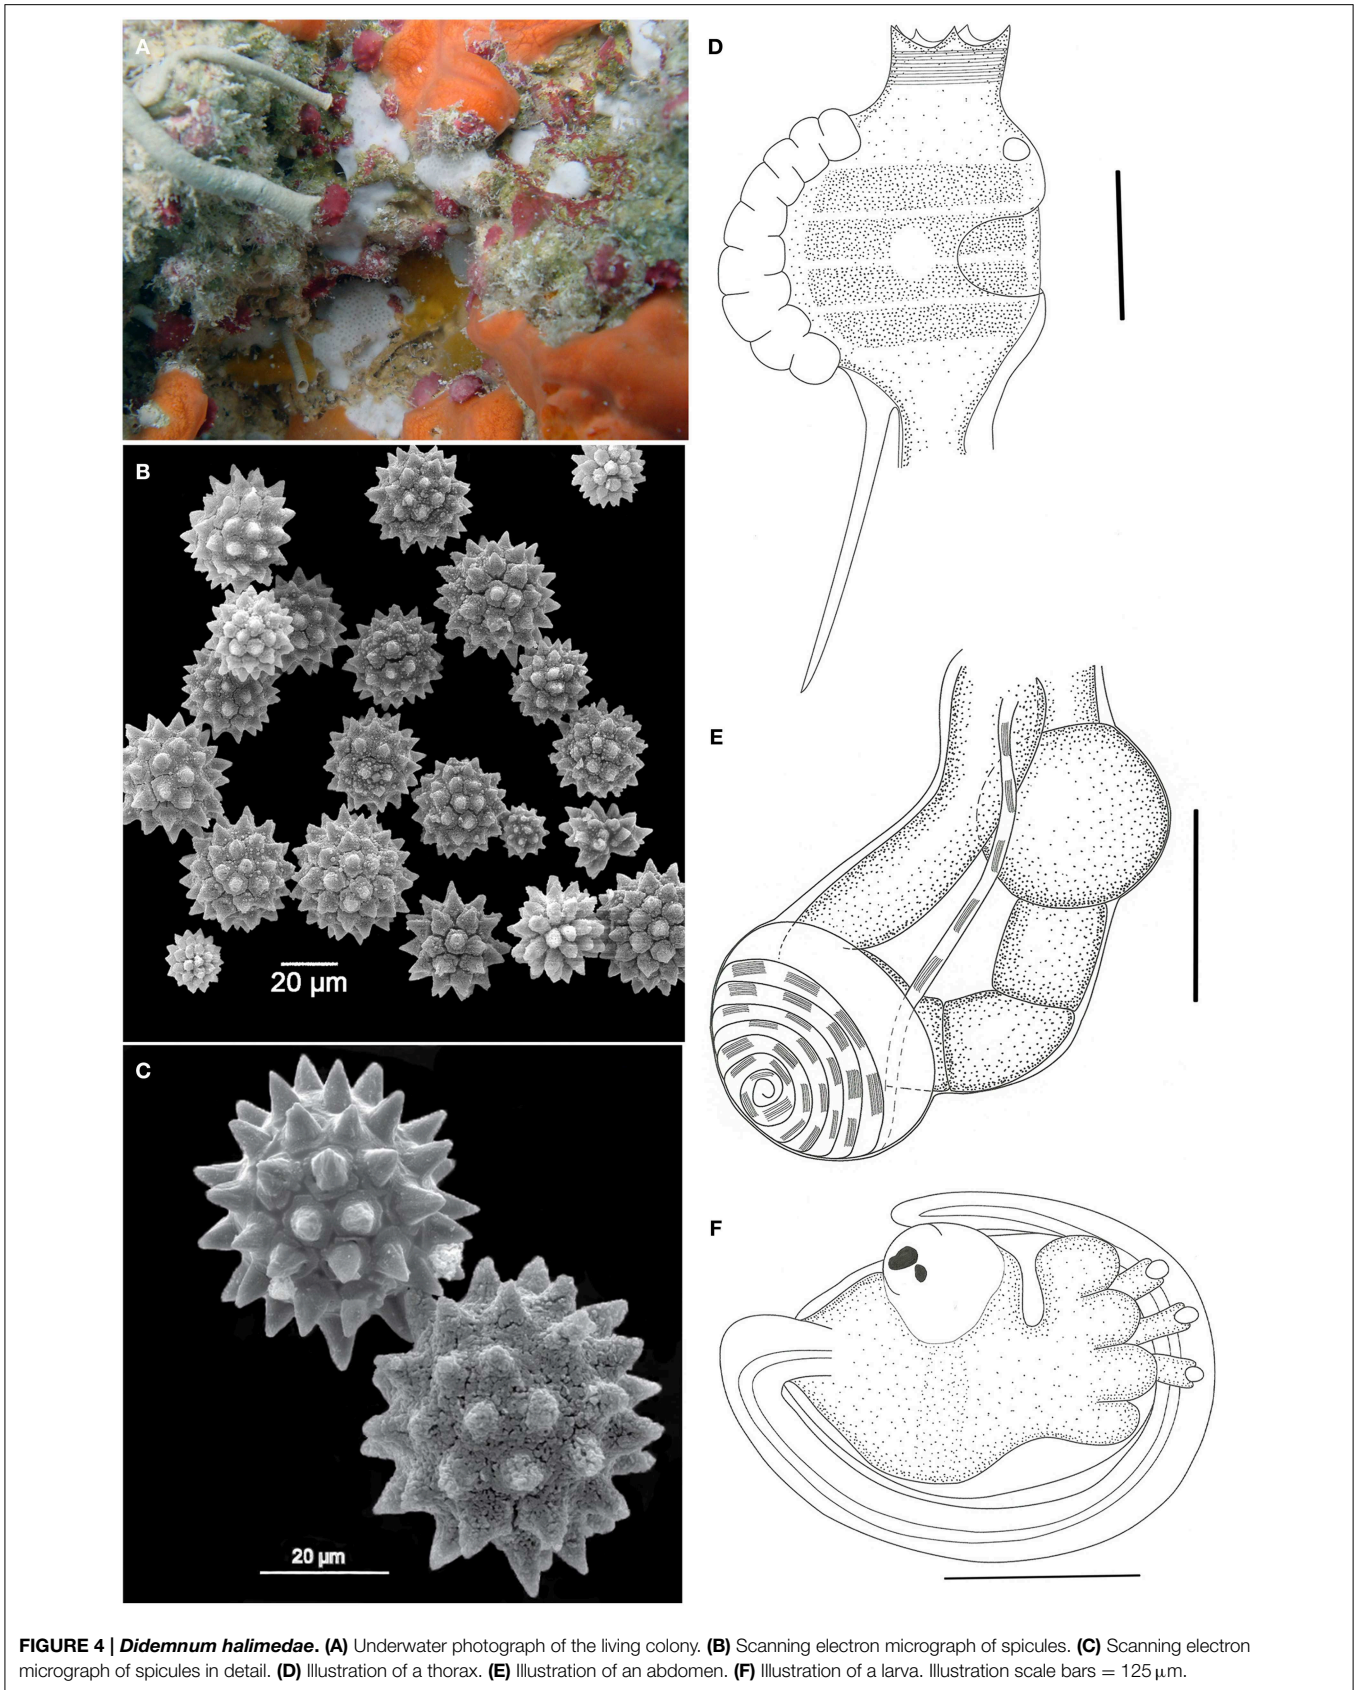 A
D
B
E
20 µm
C
F
20 µm
FIGURE 4 | Didemnum halimedae. (A) Underwater photograph of the living colony. (B) Scanning electron micrograph of spicules. (C) Scanning electron
micrograph of spicules in detail. (D) Illustration of a thorax. (E) Illustration of an abdomen. (F) Illustration of a larva. Illustration scale bars = 125 µm.